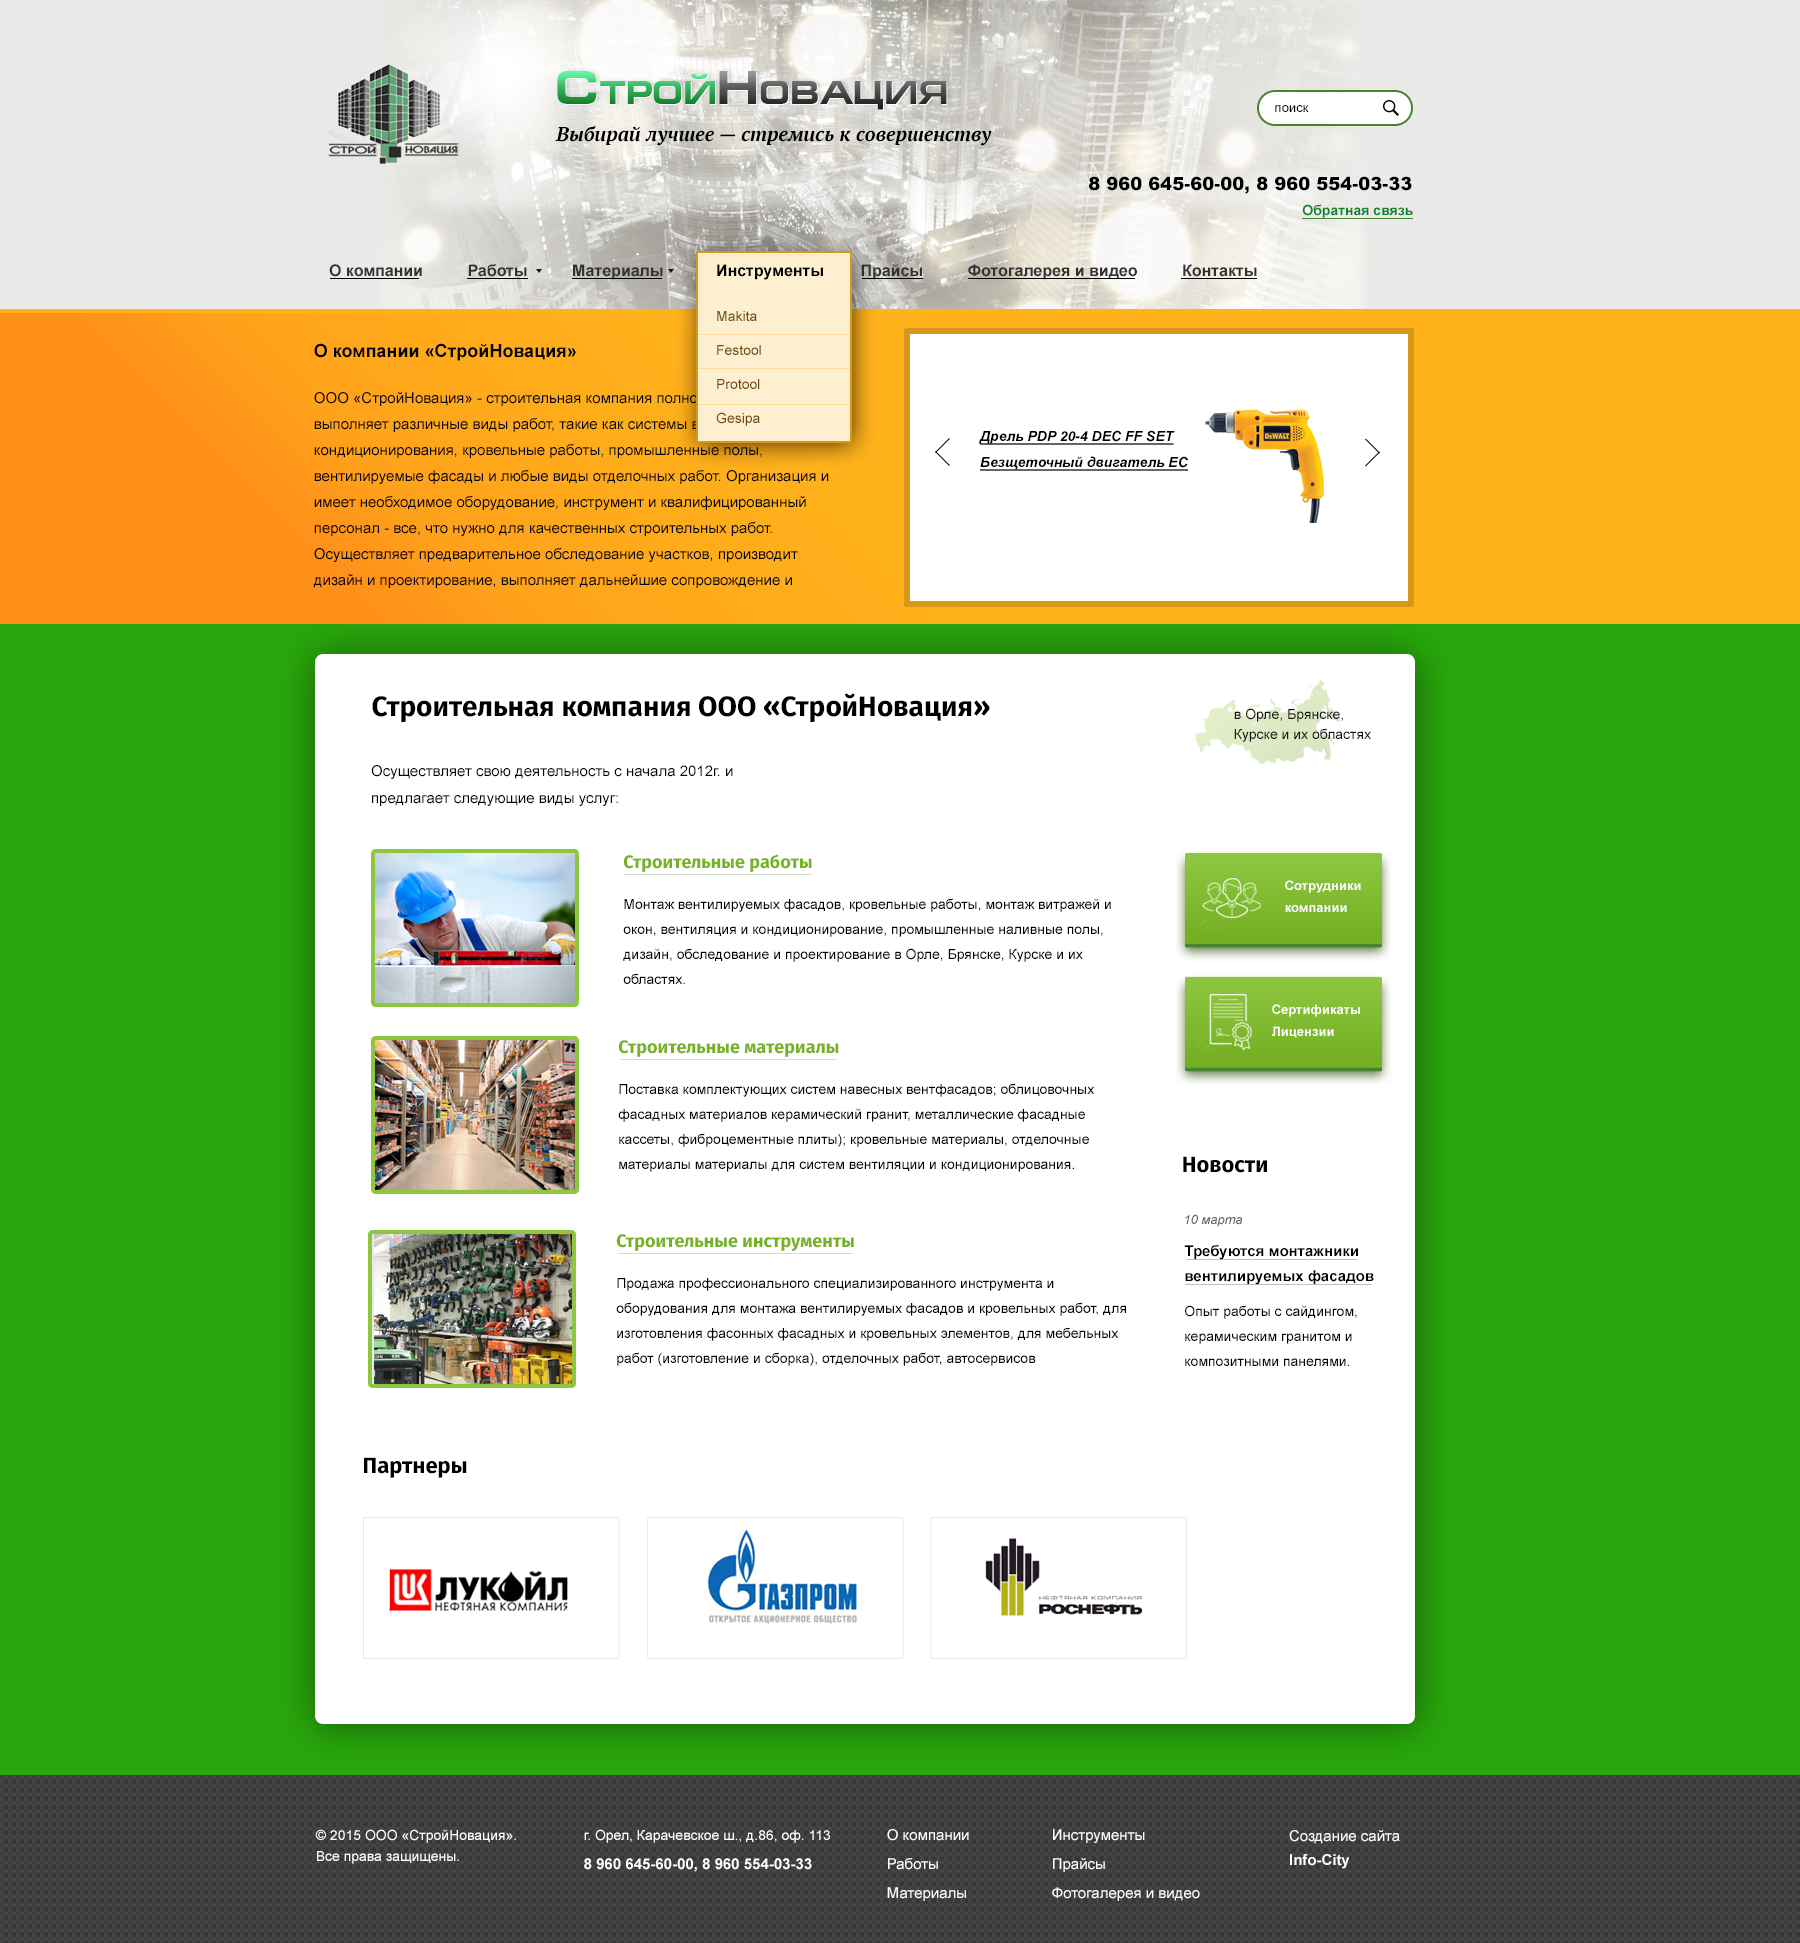 СТРОЙ НОВАЦИЯ
СтройНовация
Выбирай лучшее — стремись к совершенству
поиск
8 960 645-60-00, 8 960 554-03-33
Обратная связь
О компании
Работы
Материалы
Инструменты
Прайсы
Фотогалерея и видео
Контакты
Makita
Festool
Protool
Gesipa
О компании «СтройНовация»
ООО «СтройНовация» - строительная компания
выполняет различные виды работ, такие как системы
кондиционирования, кровельные работы, промышленные полы,
вентилируемые фасады и любые виды отделочных работ. Организация и
имеет необходимое оборудование, инструмент и квалифицированный
персонал - все, что нужно для качественных строительных работ.
Осуществляет предварительное обследование участков, производит
дизайн и проектирование, выполняет дальнейшие сопровождение и
Дрель PDP 20-4 DEC FF SET
Безщеточный двигатель EC
DEWALT
Строительная компания ООО «СтройНовация»
в Орле, Брянске,
Курске и их областях
Осуществляет свою деятельность с начала 2012г. и
предлагает следующие виды услуг:
Строительные работы
Монтаж вентилируемых фасадов, кровельные работы, монтаж витражей и
окон, вентиляция и кондиционирование, промышленные наливные полы,
дизайн, обследование и проектирование в Орле, Брянске, Курске и их
областях.
Строительные материалы
Поставка комплектующих систем навесных вентфасадов; облицовочных
фасадных материалов керамический гранит, металлические фасадные
кассеты, фиброцементные плиты); кровельные материалы, отделочные
материалы материалы для систем вентиляции и кондиционирования.
Строительные инструменты
Продажа профессионального специализированного инструмента и
оборудования для монтажа вентилируемых фасадов и кровельных работ, для
изготовления фасонных фасадных и кровельных элементов, для мебельных
работ (изготовление и сборка), отделочных работ, автосервисов
Сотрудники
компании
Сертификаты
Лицензии
Новости
10 марта
Требуются монтажники
вентилируемых фасадов
Опыт работы с сайдингом,
керамическим гранитом и
композитными панелями.
Партнеры
ЛУКОЙЛ
НЕФТЯНАЯ КОМПАНИЯ
ГАЗПРОМ
ОТКРЫТОЕ АКЦИОНЕРНОЕ ОБЩЕСТВО
НЕФТЯНАЯ КОМПАНИЯ
РОСНЕФТЬ
© 2015 ООО «СтройНовация».
Все права защищены.
г. Орел, Карачевское ш., д.86, оф. 113
8 960 645-60-00, 8 960 554-03-33
О компании
Работы
Материалы
Инструменты
Прайсы
Фотогалерея и видео
Создание сайта
Info-City